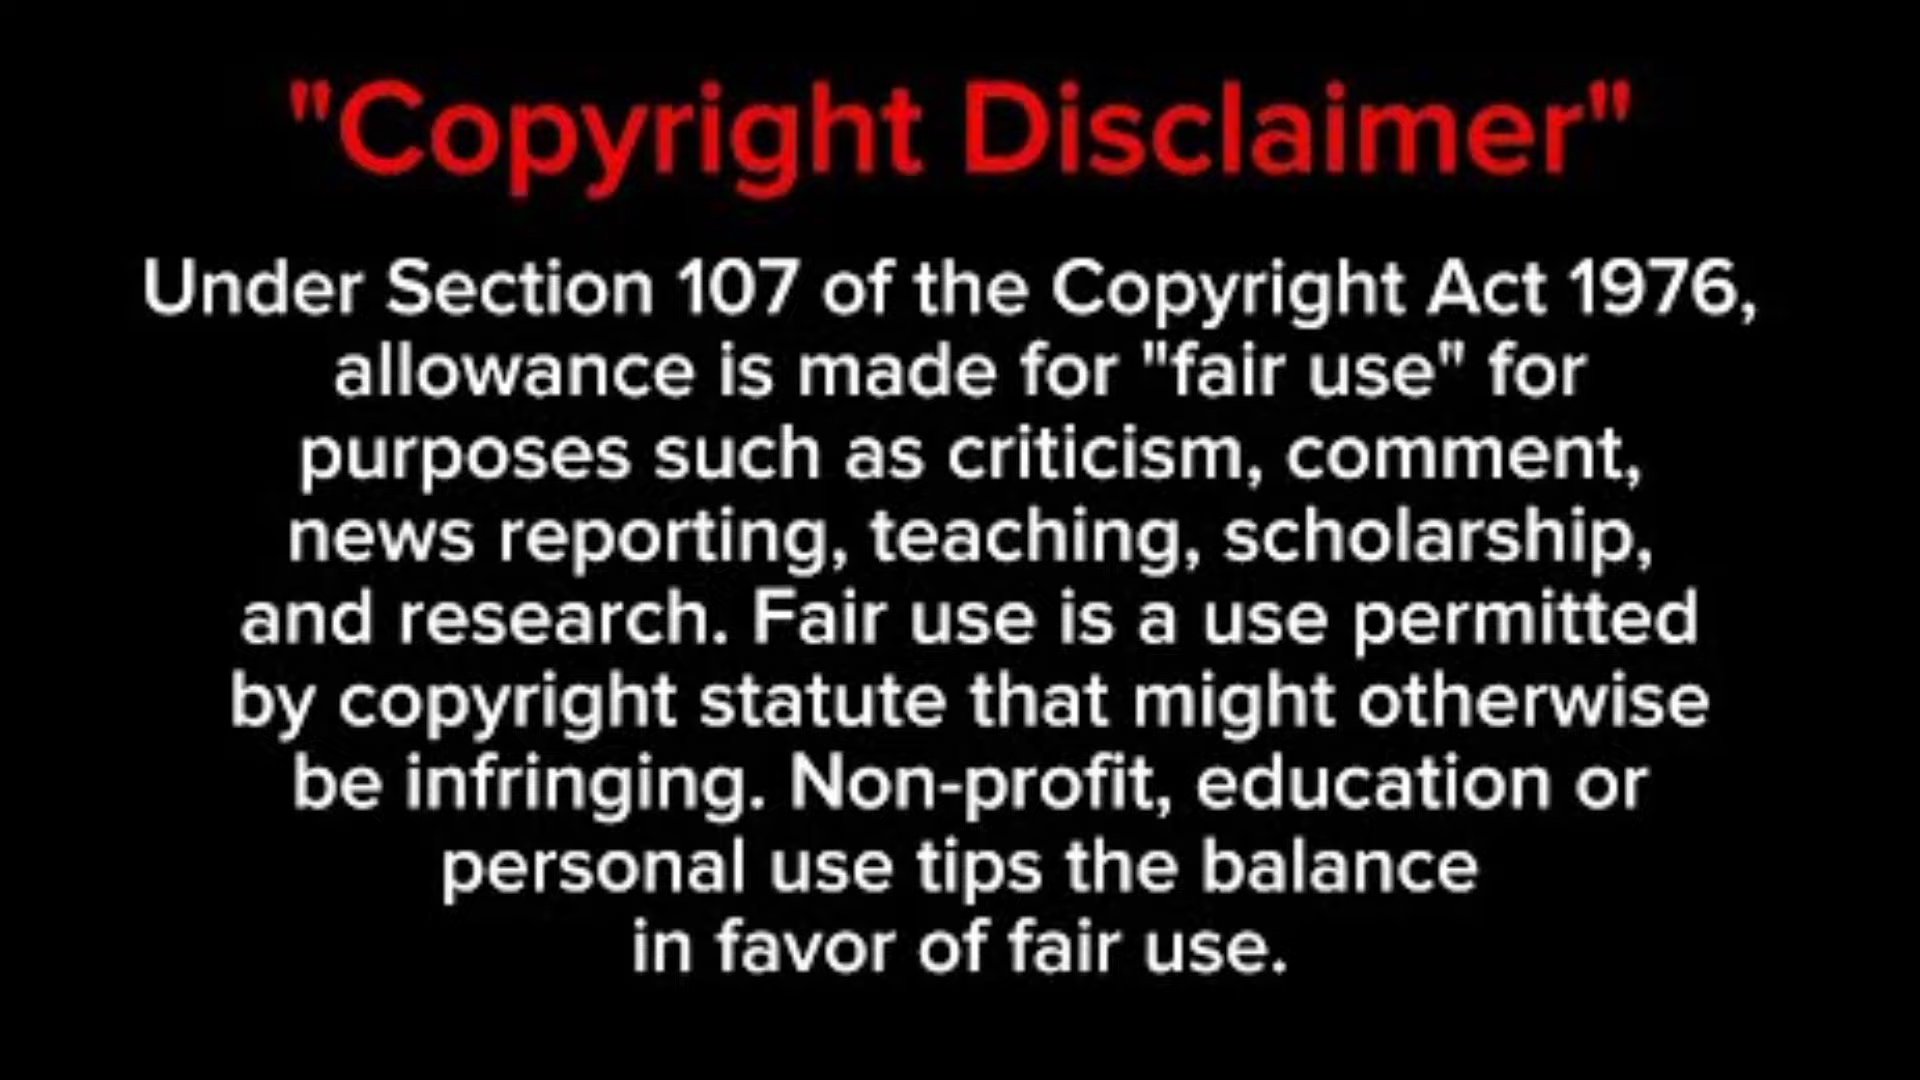 "Copyright Disclaimer"
Under Section 107 of the Copyright Act 1976,
allowance is made for "fair use" for
purposes such as criticism, comment,
news reporting, teaching, scholarship,
and research. Fair use is a use permitted
by copyright statute that might otherwise
be infringing. Non-profit, education or
personal use tips the balance
in favor of fair use.